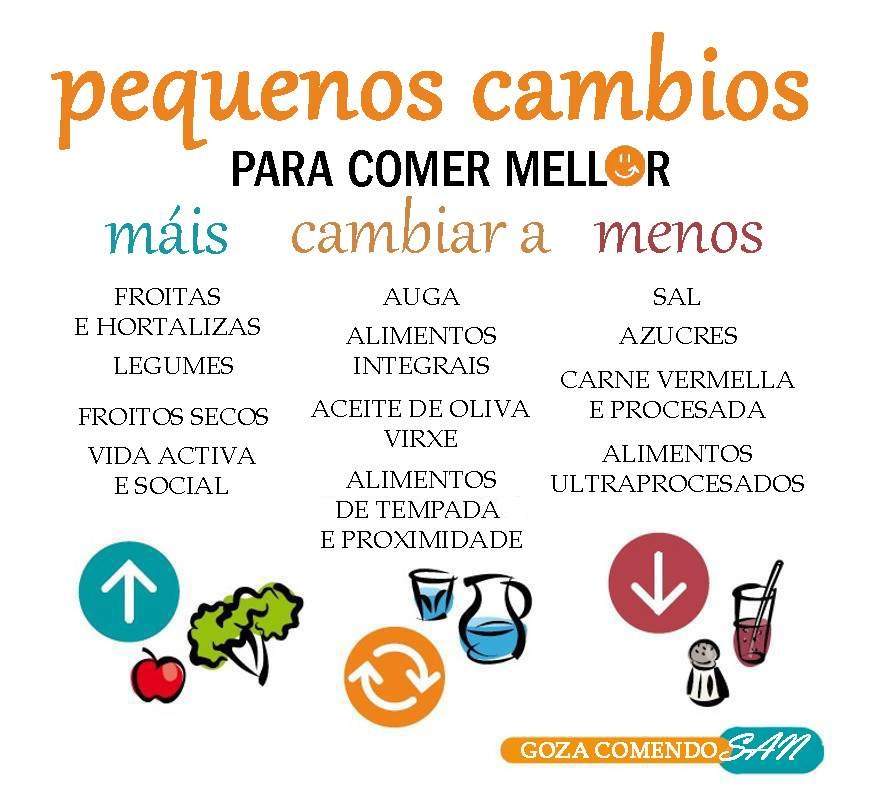 pequenos cambios
PARA COMER MELLOR
máis
FROITAS
E HORTALIZAS
LEGUMES
FROITOS SECOS
VIDA ACTIVA
E SOCIAL
cambiar a
AUGA
ALIMENTOS
INTEGRAIS
ACEITE DE OLIVA
VIRXE
ALIMENTOS
DE TEMPADA
E PROXIMIDADE
menos
SAL
AZUCRES
CARNE VERMELLA
E PROCESADA
ALIMENTOS
ULTRAPROCESADOS
GOZA COMENDO SAN